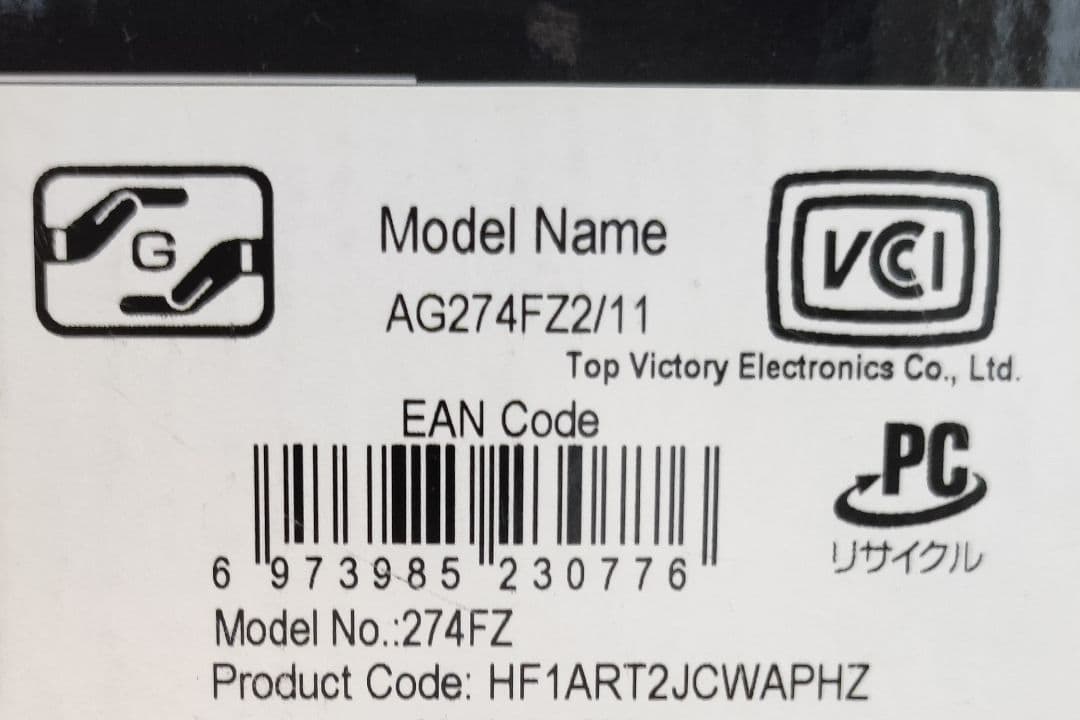 G
Model Name
VCCI
AG274FZ2/11
Top Victory Electronics Co., Ltd.
EAN Code
PC
リサイクル
6 973985 230776
Model No.:274FZ
Product Code: HF1ART2JCWAPHZ